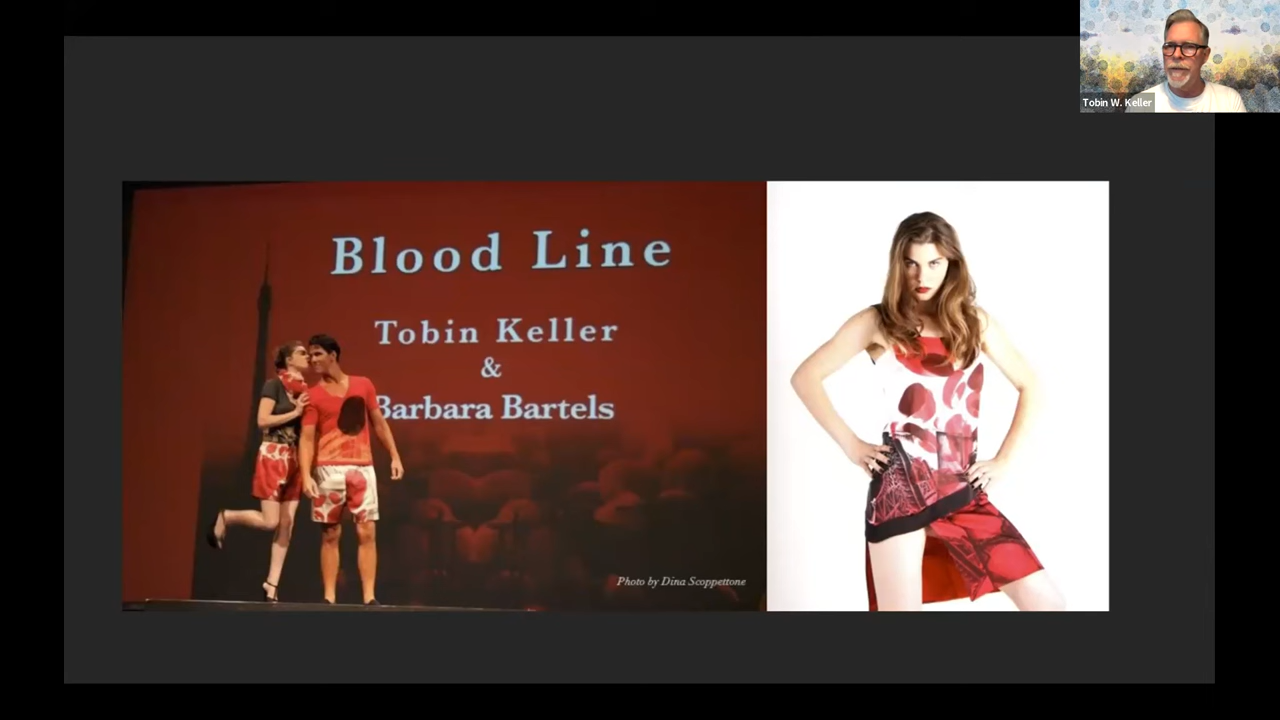 Tobin W. Keller
Blood Line
Tobin Keller
&
Barbara Bartels
Photo by Dina Scoppettone